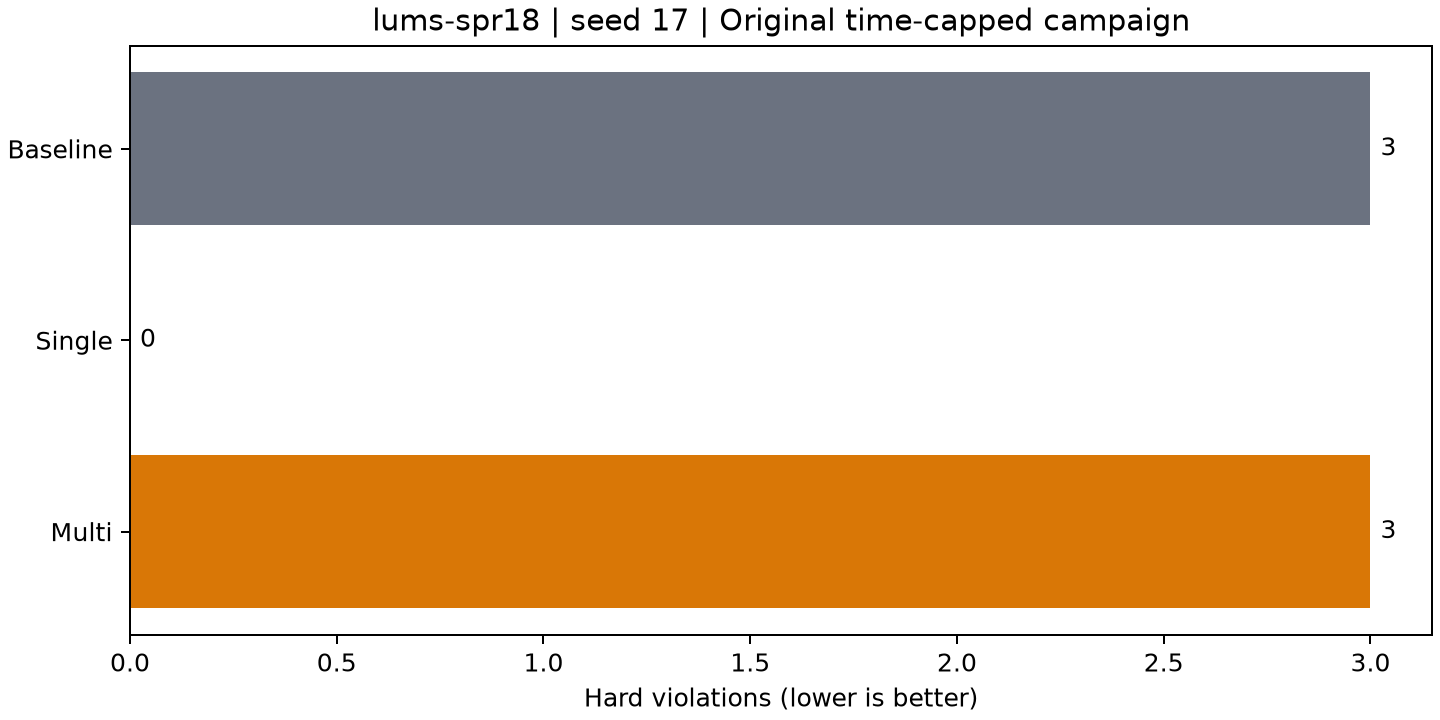 lums-spr18 | seed 17 | Original time-capped campaign
Baseline
3
Single
0
Multi
3
0.0 0.5 1.0 1.5 2.0 2.5 3.0
Hard violations (lower is better)